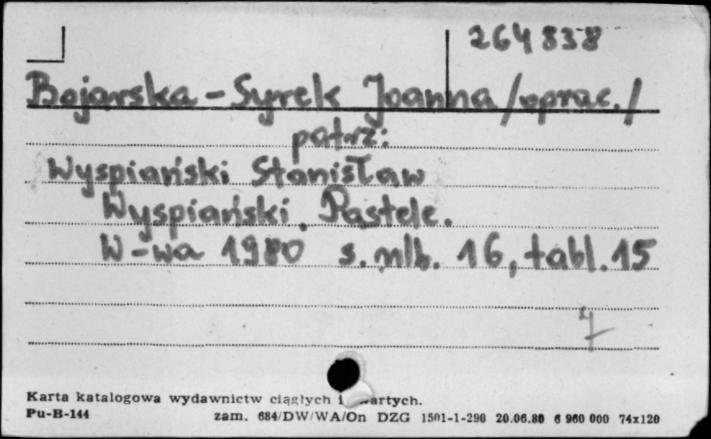 264838
Bojarska-Syrek Joanna /oprac./
patrz:
Wyspiański Stanisław
Wyspiański. Pastele.
W-wa 1980 s. nlb. 16, tabl. 15
Karta katalogowa wydawnictw ciągłych i
Pu-B-144 zam. 684/DW/WA/On DZG 1501-1-290 20.06.80 6 960 000 74x120